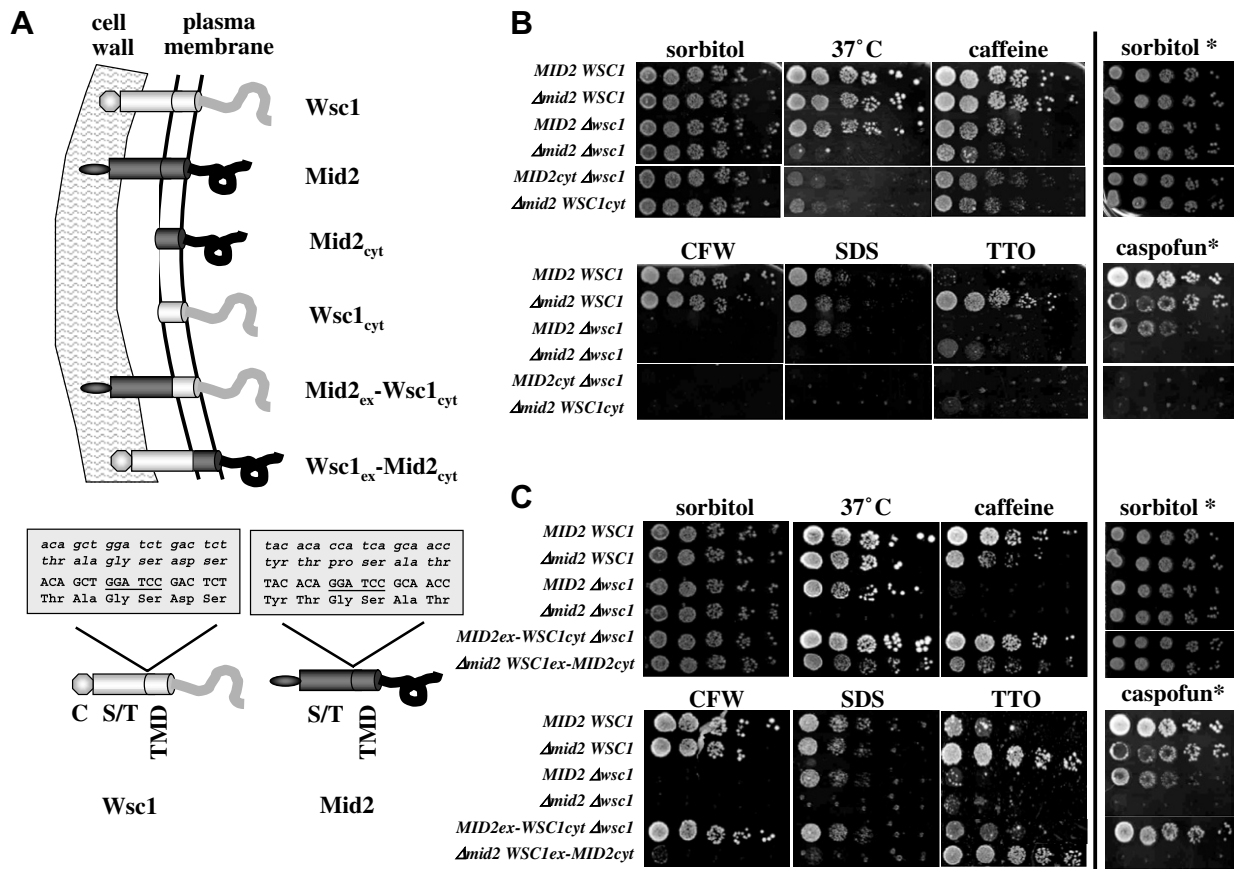 A
cell wall
plasma membrane
Wsc1
Mid2
Mid2cyt
Wsc1cyt
Mid2ex-Wsc1cyt
Wsc1ex-Mid2cyt
aca gct gga tct gac tct
thr ala gly ser asp ser
ACA GCT GGA TCC GAC TCT
Thr Ala Gly Ser Asp Ser
tac aca cca tca gca acc
tyr thr pro ser ala thr
TAC ACA GGA TCC GCA ACC
Tyr Thr Gly Ser Ala Thr
C S/T TMD
S/T TMD
Wsc1
Mid2
B
sorbitol 37°C caffeine sorbitol *
MID2 WSC1
Δmid2 WSC1
MID2 Δwsc1
Δmid2 Δwsc1
MID2cyt Δwsc1
Δmid2 WSC1cyt
CFW SDS TTO caspofun*
MID2 WSC1
Δmid2 WSC1
MID2 Δwsc1
Δmid2 Δwsc1
MID2cyt Δwsc1
Δmid2 WSC1cyt
C
sorbitol 37°C caffeine sorbitol *
MID2 WSC1
Δmid2 WSC1
MID2 Δwsc1
Δmid2 Δwsc1
MID2ex-WSC1cyt Δwsc1
Δmid2 WSC1ex-MID2cyt
CFW SDS TTO caspofun*
MID2 WSC1
Δmid2 WSC1
MID2 Δwsc1
Δmid2 Δwsc1
MID2ex-WSC1cyt Δwsc1
Δmid2 WSC1ex-MID2cyt